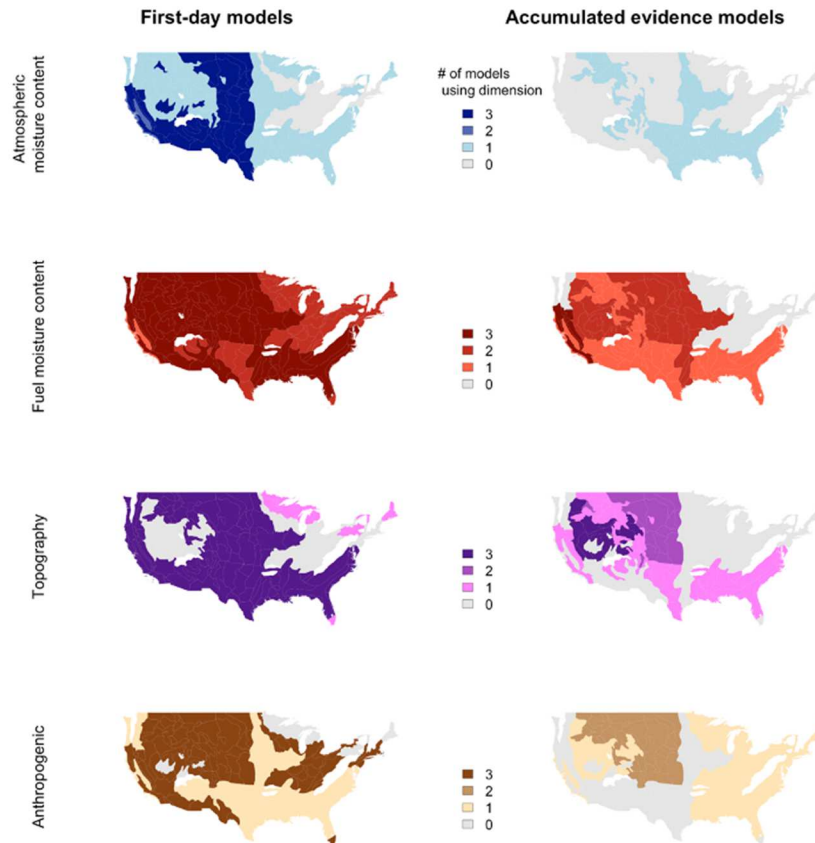 First-day models
Accumulated evidence models
Atmospheric
moisture content
# of models
using dimension
3
2
1
0
Fuel moisture content
3
2
1
0
Topography
3
2
1
0
Anthropogenic
3
2
1
0